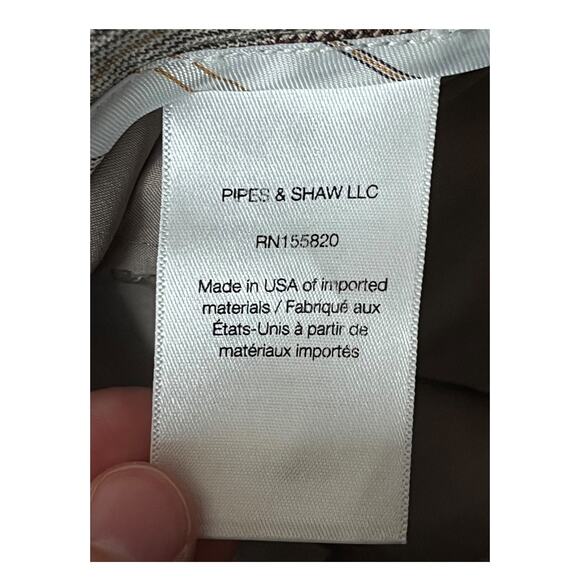 PIPES & SHAW LLC
RN155820
Made in USA of imported
materials / Fabriqué aux
États-Unis à partir de
matériaux importés